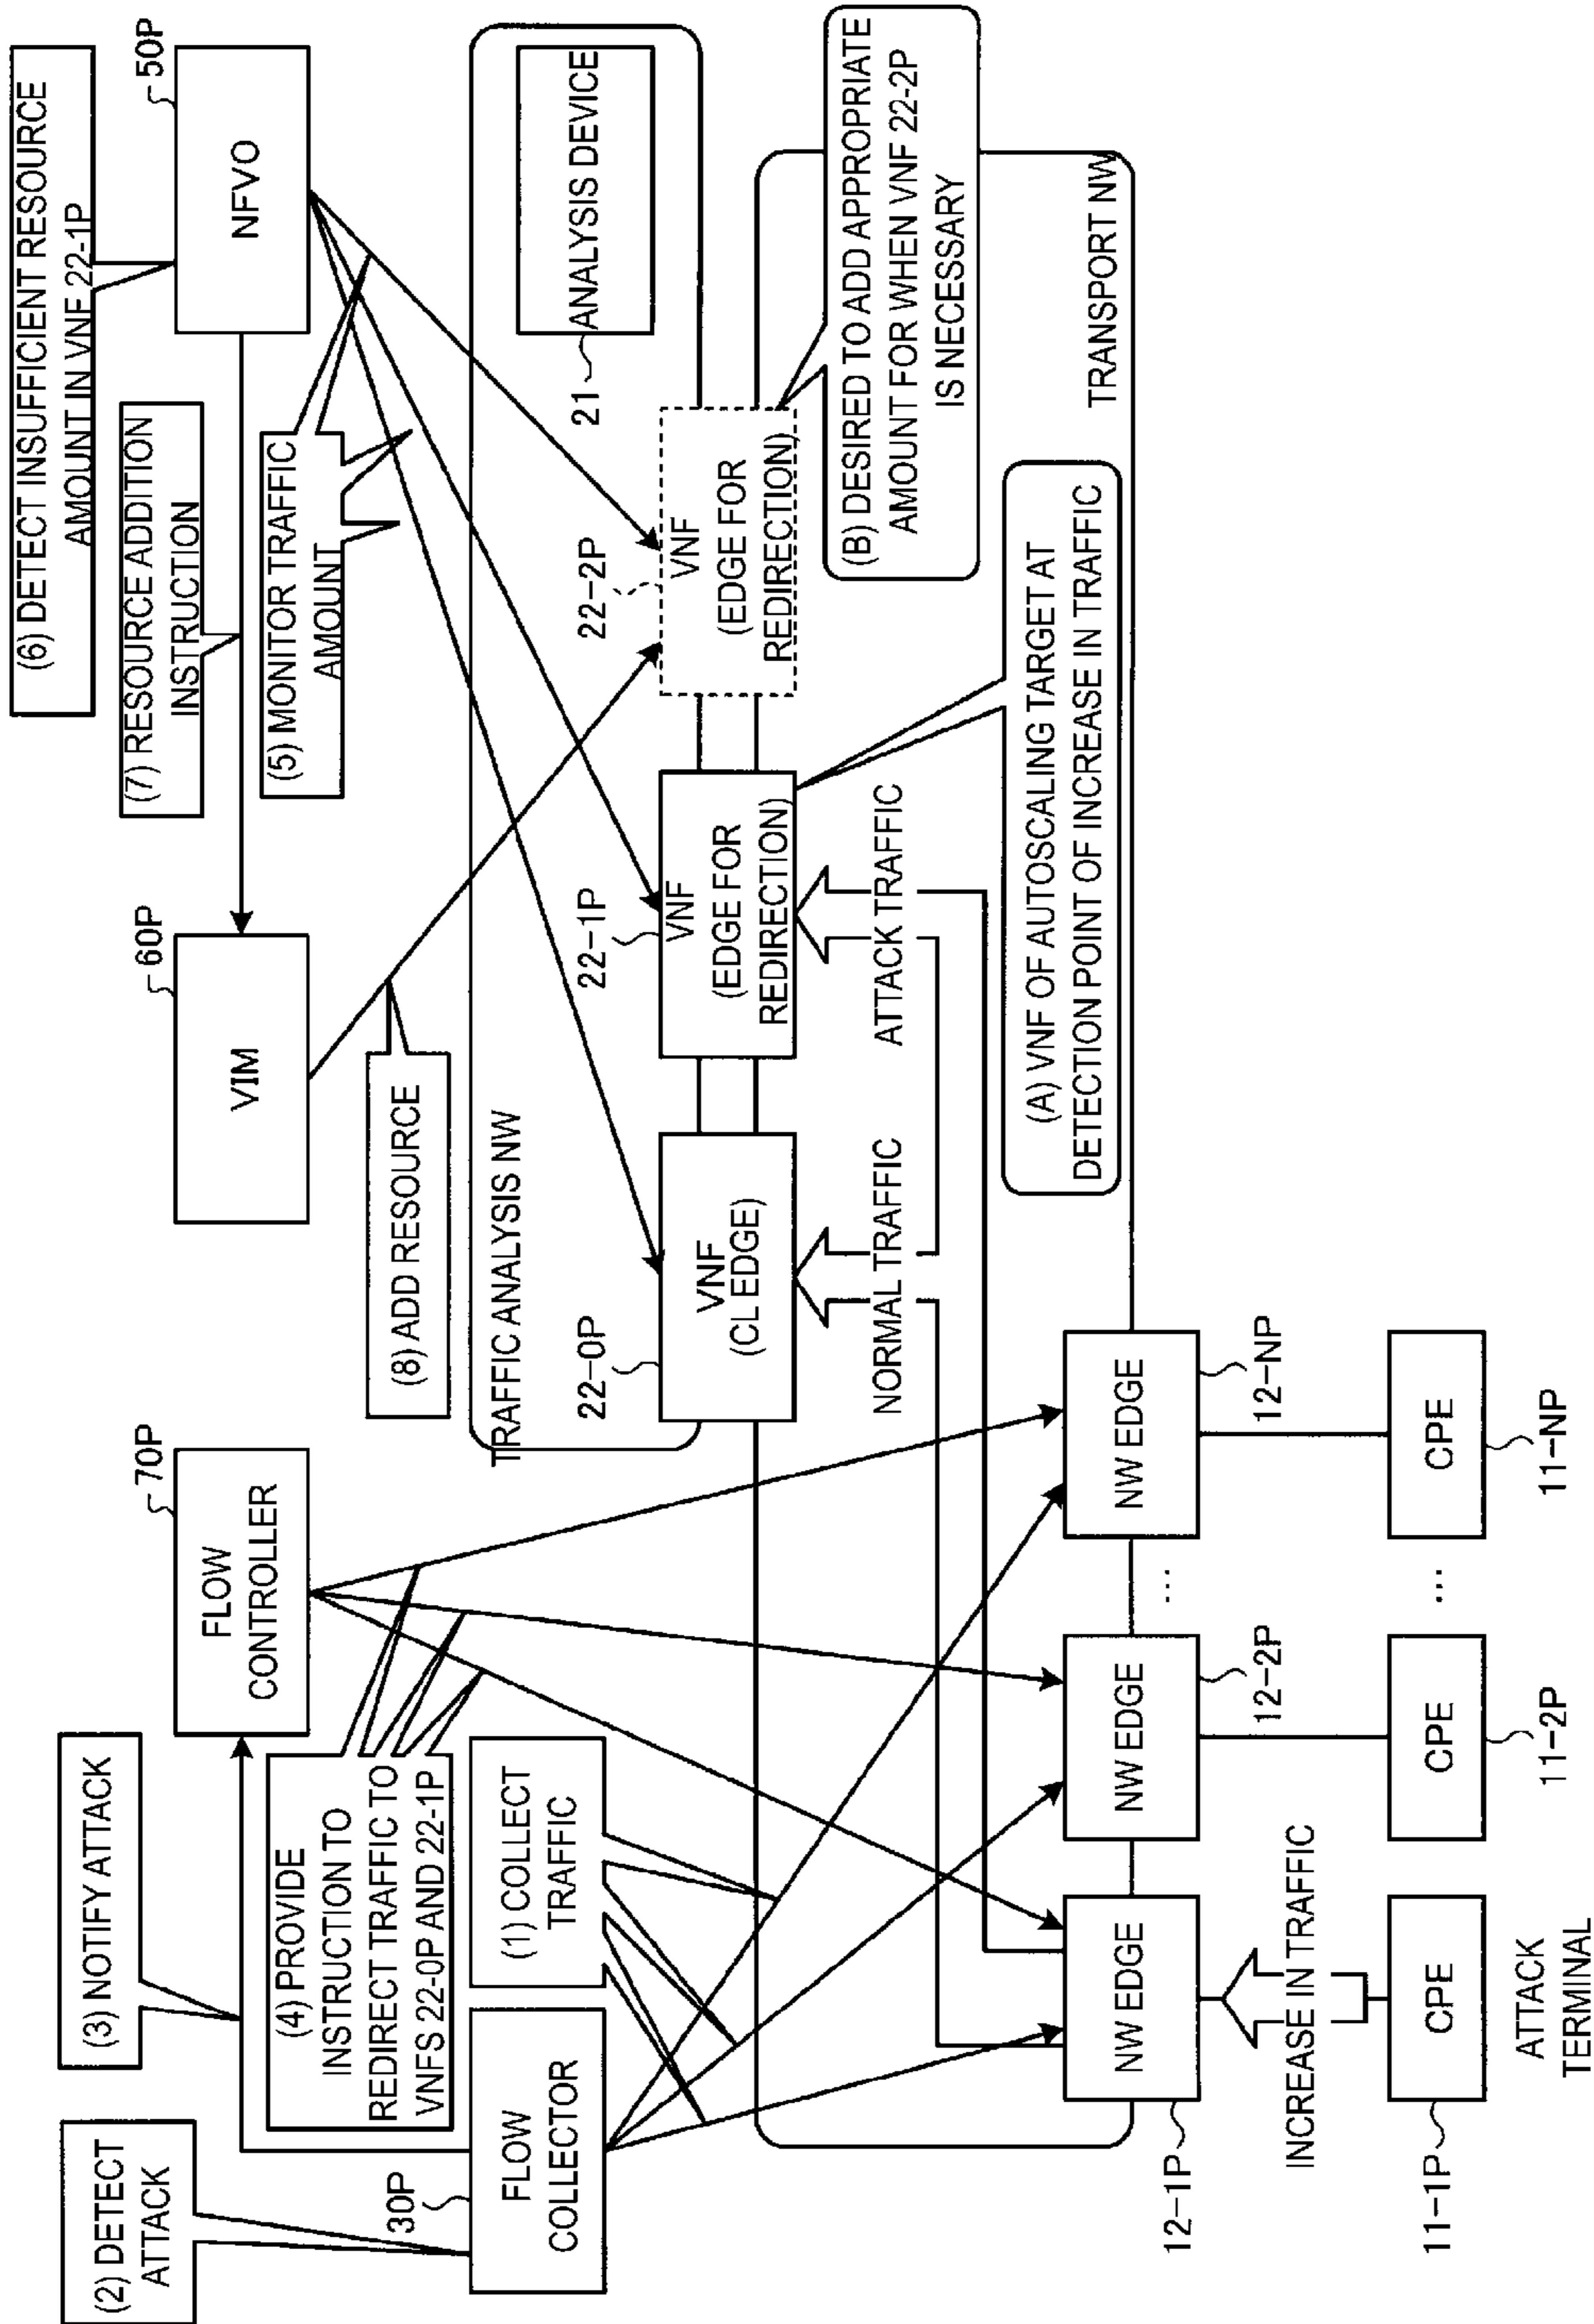 (2) DETECT
ATTACK
(3) NOTIFY ATTACK
(6) DETECT INSUFFICIENT RESOURCE
AMOUNT IN VNF 22-1P
70P
FLOW
CONTROLLER
60P
VIM
50P
NFVO
(7) RESOURCE ADDITION
INSTRUCTION
(4) PROVIDE
INSTRUCTION TO
REDIRECT TRAFFIC TO
VNFS 22-0P AND 22-1P
(5) MONITOR TRAFFIC
AMOUNT
(8) ADD RESOURCE
30P
FLOW
COLLECTOR
(1) COLLECT
TRAFFIC
TRAFFIC ANALYSIS NW
21
ANALYSIS DEVICE
22-0P
VNF
(CL EDGE)
22-1P
VNF
(EDGE FOR
REDIRECTION)
22-2P
VNF
(EDGE FOR
REDIRECTION)
NORMAL TRAFFIC
ATTACK TRAFFIC
(B) DESIRED TO ADD APPROPRIATE
AMOUNT FOR WHEN VNF 22-2P
IS NECESSARY
(A) VNF OF AUTOSCALING TARGET AT
DETECTION POINT OF INCREASE IN TRAFFIC
TRANSPORT NW
NW EDGE
12-1P
NW EDGE
12-2P
...
NW EDGE
12-NP
INCREASE IN TRAFFIC
CPE
11-1P
CPE
11-2P
...
CPE
11-NP
ATTACK
TERMINAL